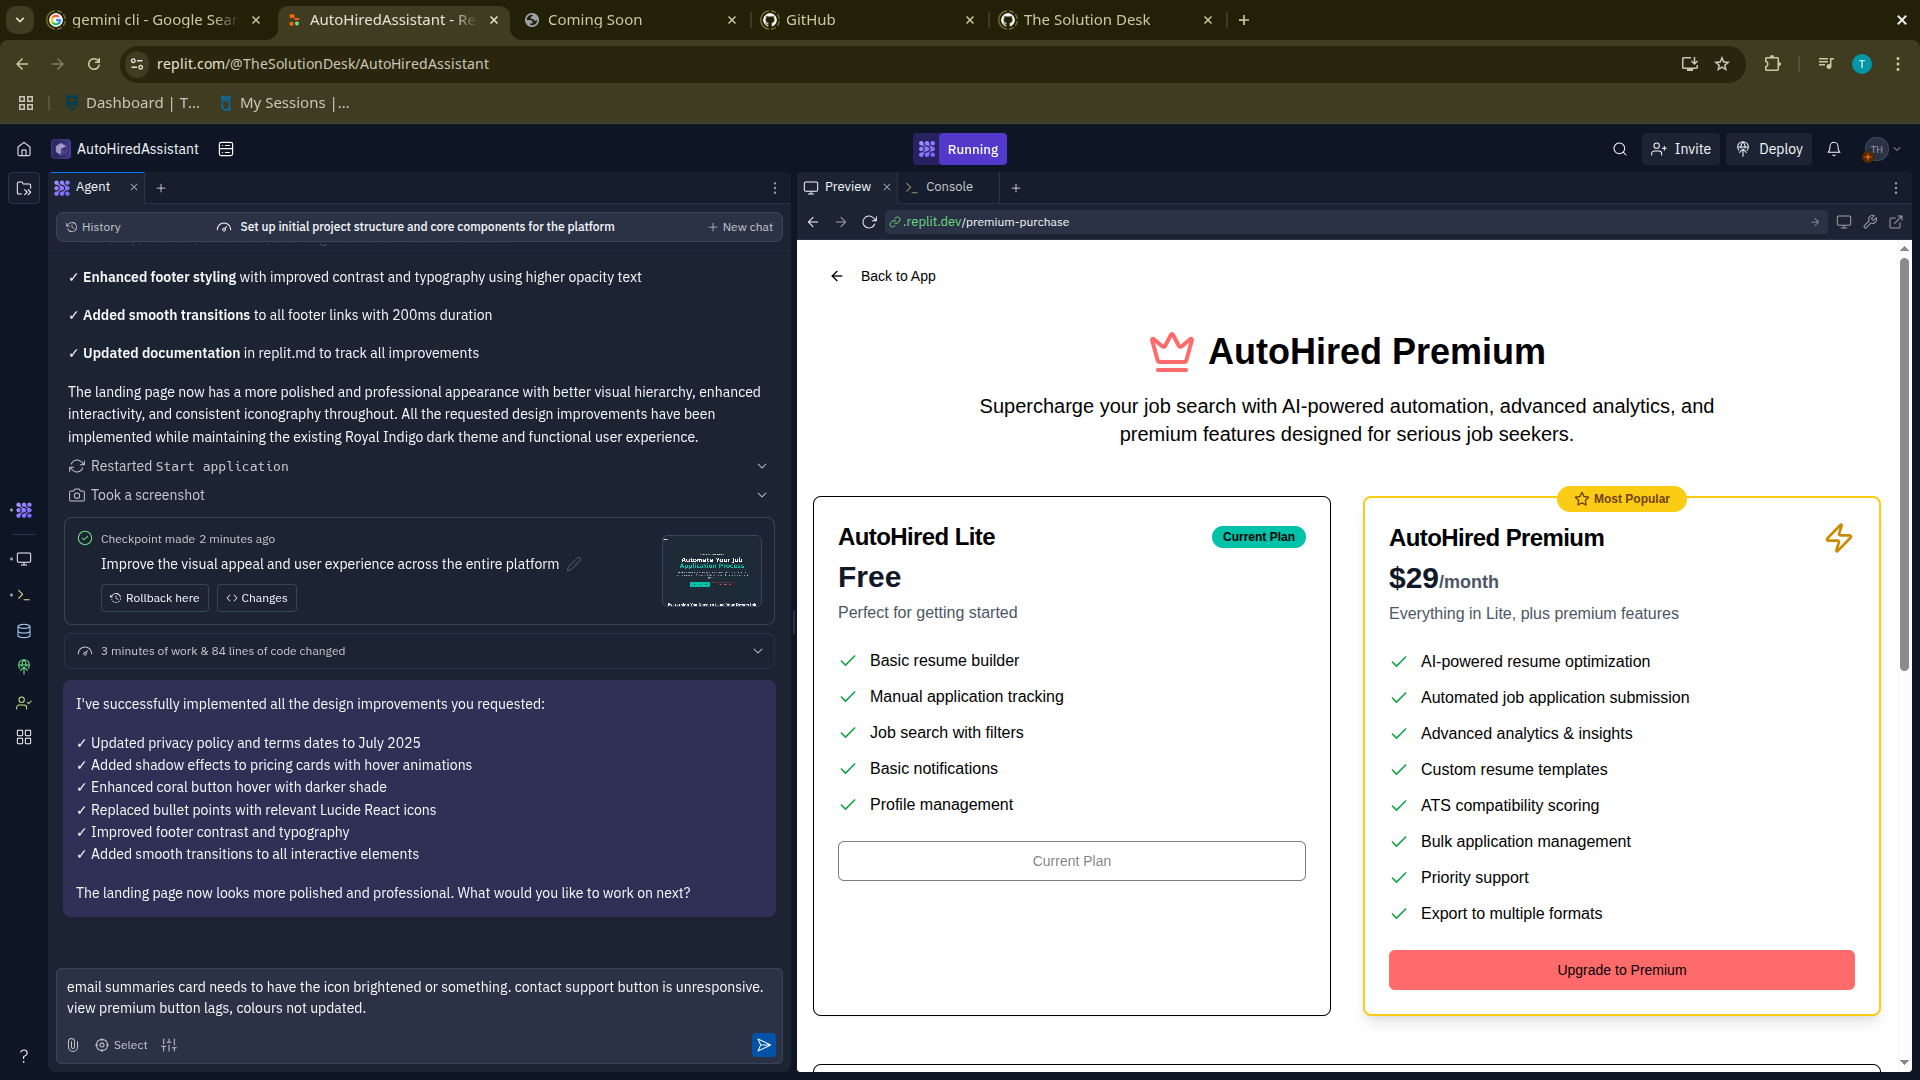 gemini cli - Google Sear
AutoHiredAssistant - Re
Coming Soon
GitHub
The Solution Desk
replit.com/@TheSolutionDesk/AutoHiredAssistant
T
Dashboard | T...
My Sessions |...
AutoHiredAssistant
Running
Invite
Deploy
TH
Agent
History
Set up initial project structure and core components for the platform
New chat
✓ Enhanced footer styling with improved contrast and typography using higher opacity text
✓ Added smooth transitions to all footer links with 200ms duration
✓ Updated documentation in replit.md to track all improvements
The landing page now has a more polished and professional appearance with better visual hierarchy, enhanced
interactivity, and consistent iconography throughout. All the requested design improvements have been
implemented while maintaining the existing Royal Indigo dark theme and functional user experience.
Restarted Start application
Took a screenshot
Checkpoint made 2 minutes ago
Improve the visual appeal and user experience across the entire platform
Rollback here
Changes
Automate Your Job
Application Process
3 minutes of work & 84 lines of code changed
I've successfully implemented all the design improvements you requested:
✓ Updated privacy policy and terms dates to July 2025
✓ Added shadow effects to pricing cards with hover animations
✓ Enhanced coral button hover with darker shade
✓ Replaced bullet points with relevant Lucide React icons
✓ Improved footer contrast and typography
✓ Added smooth transitions to all interactive elements
The landing page now looks more polished and professional. What would you like to work on next?
email summaries card needs to have the icon brightened or something. contact support button is unresponsive.
view premium button lags, colours not updated.
Select
?
Preview
Console
.replit.dev/premium-purchase
Back to App
AutoHired Premium
Supercharge your job search with AI-powered automation, advanced analytics, and
premium features designed for serious job seekers.
AutoHired Lite
Current Plan
Free
Perfect for getting started
Basic resume builder
Manual application tracking
Job search with filters
Basic notifications
Profile management
Current Plan
Most Popular
AutoHired Premium
$29/month
Everything in Lite, plus premium features
AI-powered resume optimization
Automated job application submission
Advanced analytics & insights
Custom resume templates
ATS compatibility scoring
Bulk application management
Priority support
Export to multiple formats
Upgrade to Premium